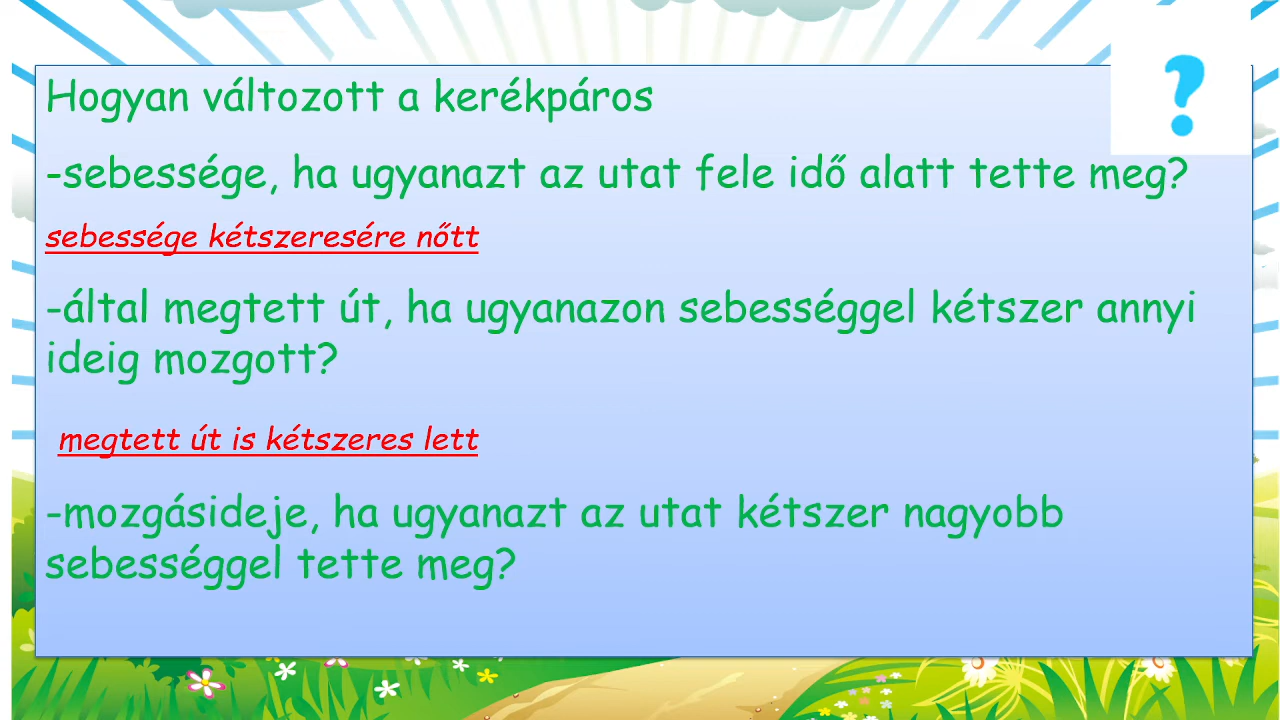 Hogyan változott a kerékpáros
?
-sebessége, ha ugyanazt az utat fele idő alatt tette meg?
sebessége kétszeresére nőtt
-által megtett út, ha ugyanazon sebességgel kétszer annyi
ideig mozgott?
megtett út is kétszeres lett
-mozgásideje, ha ugyanazt az utat kétszer nagyobb
sebességgel tette meg?